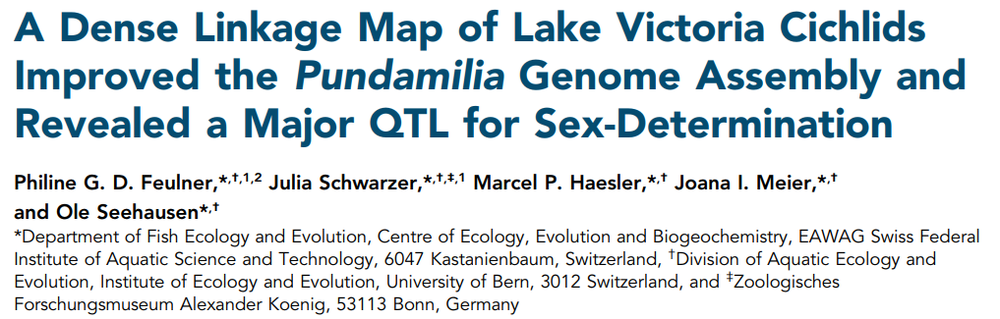 A Dense Linkage Map of Lake Victoria Cichlids
Improved the Pundamilia Genome Assembly and
Revealed a Major QTL for Sex-Determination
Philine G. D. Feulner,*,†,1,2 Julia Schwarzer,*,†,‡,1 Marcel P. Haesler,*,† Joana I. Meier,*,†
and Ole Seehausen*,†
*Department of Fish Ecology and Evolution, Centre of Ecology, Evolution and Biogeochemistry, EAWAG Swiss Federal
Institute of Aquatic Science and Technology, 6047 Kastanienbaum, Switzerland, †Division of Aquatic Ecology and
Evolution, Institute of Ecology and Evolution, University of Bern, 3012 Switzerland, and ‡Zoologisches
Forschungsmuseum Alexander Koenig, 53113 Bonn, Germany